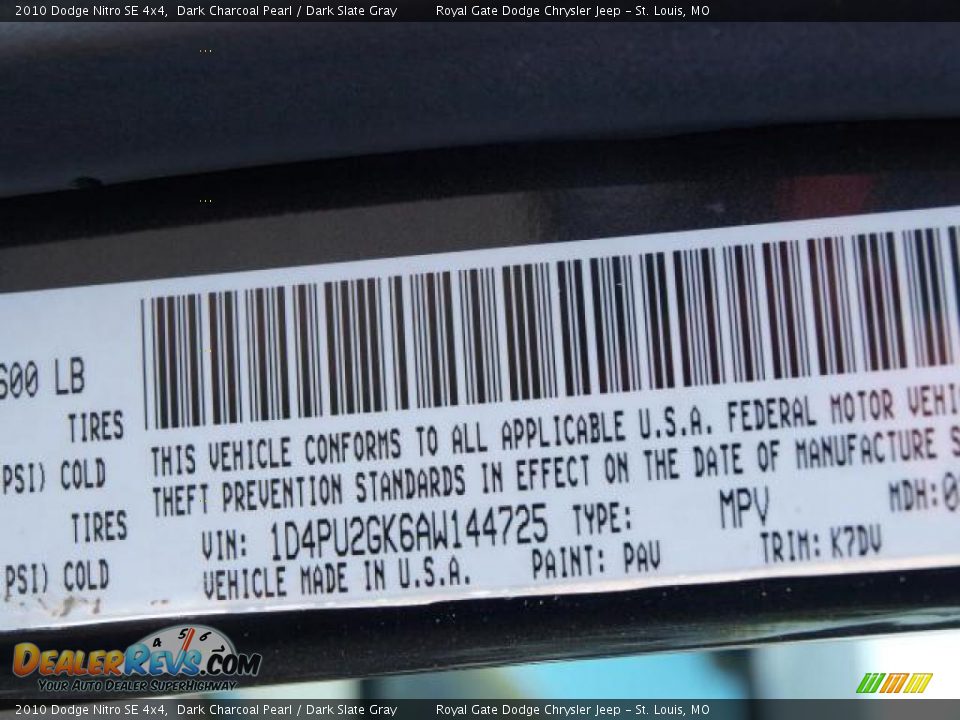 2010 Dodge Nitro SE 4x4, Dark Charcoal Pearl / Dark Slate Gray Royal Gate Dodge Chrysler Jeep - St. Louis, MO
600 LB
TIRES
PSI) COLD
TIRES
PSI) COLD
THIS VEHICLE CONFORMS TO ALL APPLICABLE U.S.A. FEDERAL MOTOR VEHI
THEFT PREVENTION STANDARDS IN EFFECT ON THE DATE OF MANUFACTURE S
VIN: 1D4PU2GK6AW144725 TYPE: MPV MDH:0
VEHICLE MADE IN U.S.A. PAINT: PAV TRIM: K7DV
4 5 6
DEALERREVS.COM
YOUR AUTO DEALER SUPERHIGHWAY
2010 Dodge Nitro SE 4x4, Dark Charcoal Pearl / Dark Slate Gray Royal Gate Dodge Chrysler Jeep - St. Louis, MO